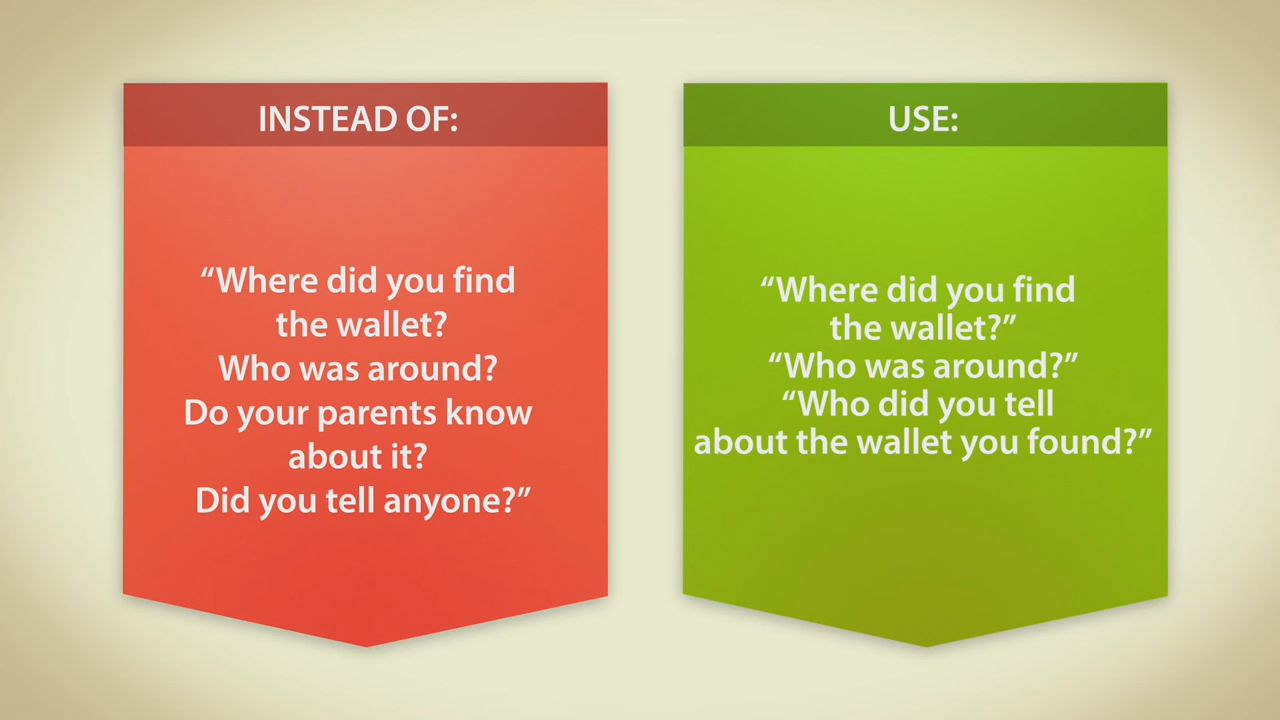 INSTEAD OF:
“Where did you find
the wallet?
Who was around?
Do your parents know
about it?
Did you tell anyone?”
USE:
“Where did you find
the wallet?”
“Who was around?”
“Who did you tell
about the wallet you found?”